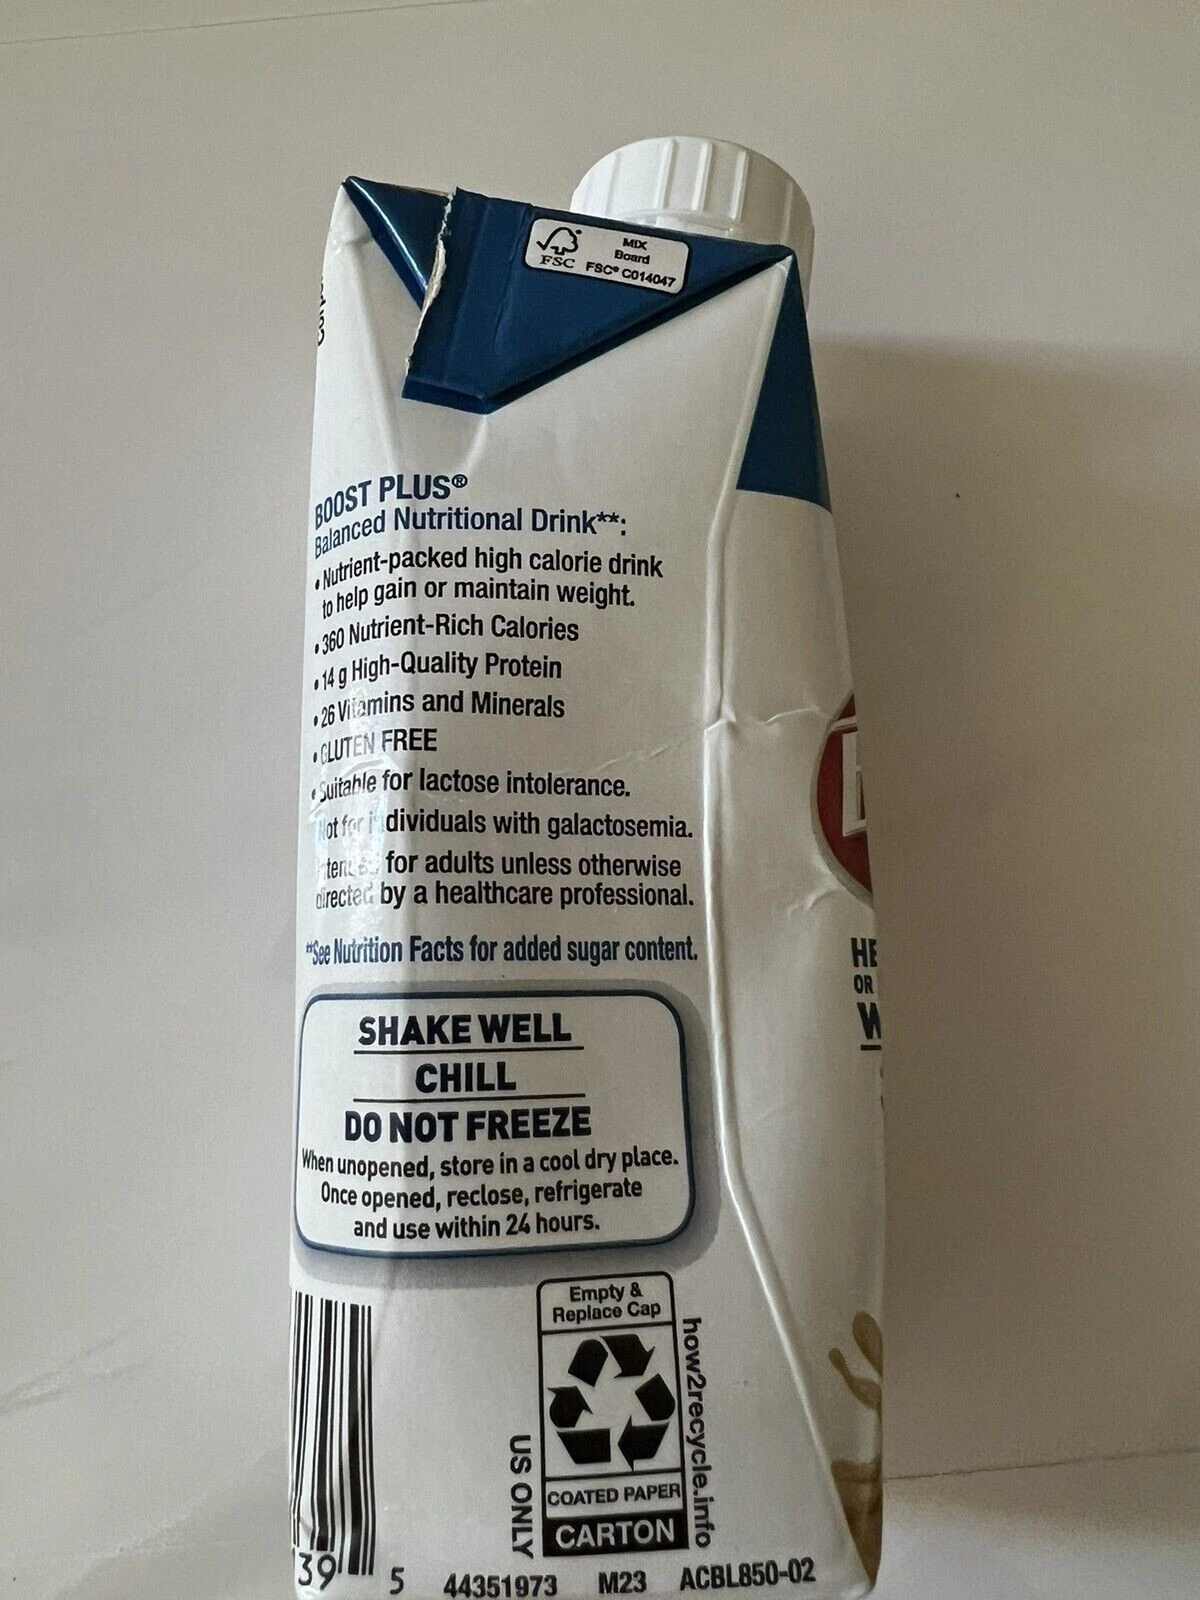 FSC
MIX
Board
FSC® C014047
BOOST PLUS®
Balanced Nutritional Drink**:
• Nutrient-packed high calorie drink
to help gain or maintain weight.
• 360 Nutrient-Rich Calories
• 14 g High-Quality Protein
• 26 Vitamins and Minerals
• GLUTEN FREE
• Suitable for lactose intolerance.
Not for individuals with galactosemia.
Intended for adults unless otherwise
directed by a healthcare professional.
**See Nutrition Facts for added sugar content.
HE
OR
W
SHAKE WELL
CHILL
DO NOT FREEZE
When unopened, store in a cool dry place.
Once opened, reclose, refrigerate
and use within 24 hours.
Empty &
Replace Cap
COATED PAPER
CARTON
how2recycle.info
US ONLY
39 5 44351973 M23 ACBL850-02